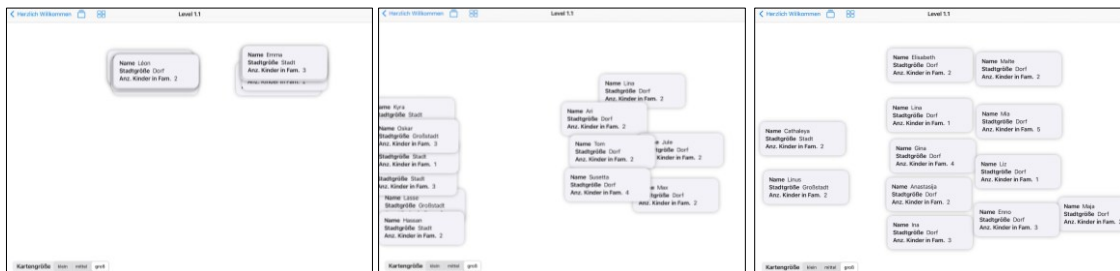 Herzlich Willkommen
Level 1.1
Name Léon
Stadtgröße Dorf
Anz. Kinder in Fam. 2
Name Emma
Stadtgröße Stadt
Anz. Kinder in Fam. 3
Kartengröße klein mittel groß
Herzlich Willkommen
Level 1.1
Name Lina
Stadtgröße Dorf
Anz. Kinder in Fam. 2
Name Ari
Stadtgröße Dorf
Anz. Kinder in Fam. 2
Name Tom
Stadtgröße Dorf
Anz. Kinder in Fam. 2
Jule
Dorf
2
Name Susetta
Stadtgröße Dorf
Anz. Kinder in Fam. 4
Max
Dorf
Kinder in Fam. 2
Kyra
Stadt
Oskar
Stadtgröße Großstadt
Anz. Kinder in Fam. 3
Stadt
Anz. Kinder in Fam. 1
Stadtgröße Stadt
Anz. Kinder in Fam. 3
Name Lasse
Stadtgröße Großstadt
Name Hassan
Stadtgröße Stadt
Anz. Kinder in Fam. 2
Kartengröße klein mittel groß
Herzlich Willkommen
Level 1.1
Name Elisabeth
Stadtgröße Dorf
Anz. Kinder in Fam. 2
Name Malte
Stadtgröße Dorf
Anz. Kinder in Fam. 2
Name Lina
Stadtgröße Dorf
Anz. Kinder in Fam. 1
Name Mia
Stadtgröße Dorf
Anz. Kinder in Fam. 5
Name Cathaleya
Stadtgröße Stadt
Anz. Kinder in Fam. 2
Name Gina
Stadtgröße Dorf
Anz. Kinder in Fam. 4
Name Liz
Stadtgröße Dorf
Anz. Kinder in Fam. 1
Name Linus
Stadtgröße Großstadt
Anz. Kinder in Fam. 2
Name Anastasija
Stadtgröße Dorf
Anz. Kinder in Fam. 2
Name Enno
Stadtgröße Dorf
Anz. Kinder in Fam. 3
Name Maja
Stadtgröße Dorf
Anz. Kinder in Fam.
Name Ina
Stadtgröße Dorf
Anz. Kinder in Fam. 3
Kartengröße klein mittel groß